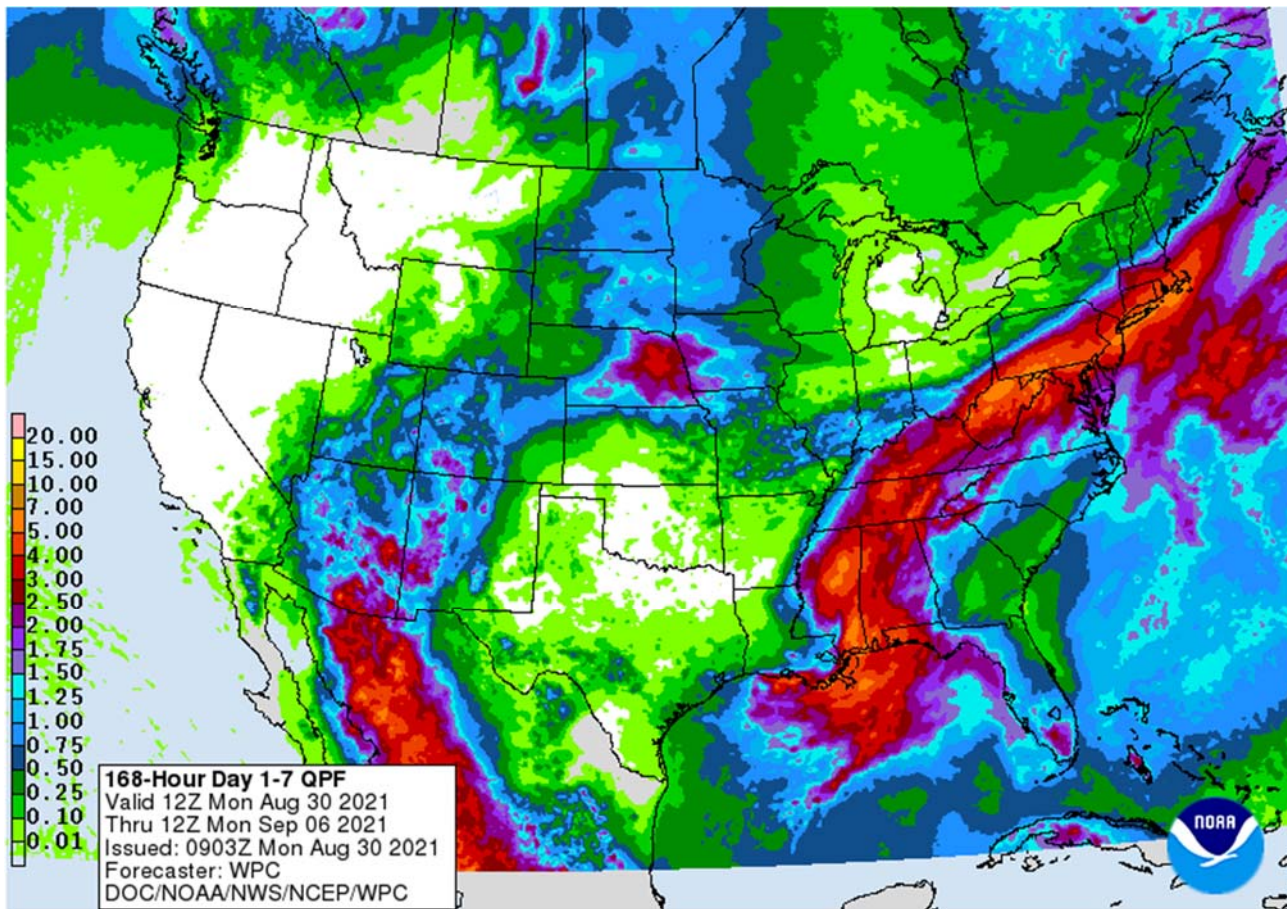 20.00
15.00
10.00
7.00
5.00
4.00
3.00
2.50
2.00
1.75
1.50
1.25
1.00
0.75
0.50
0.25
0.10
0.01
168-Hour Day 1-7 QPF
Valid 12Z Mon Aug 30 2021
Thru 12Z Mon Sep 06 2021
Issued: 0903Z Mon Aug 30 2021
Forecaster: WPC
DOC/NOAA/NWS/NCEP/WPC
NOAA